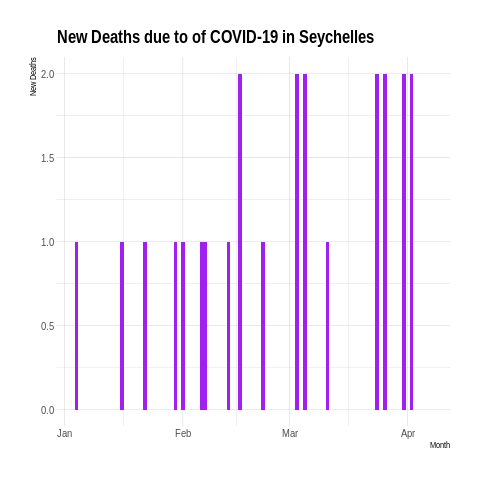 New Deaths due to of COVID-19 in Seychelles
New Deaths
2.0
1.5
1.0
0.5
0.0
Jan Feb Mar Apr
Month